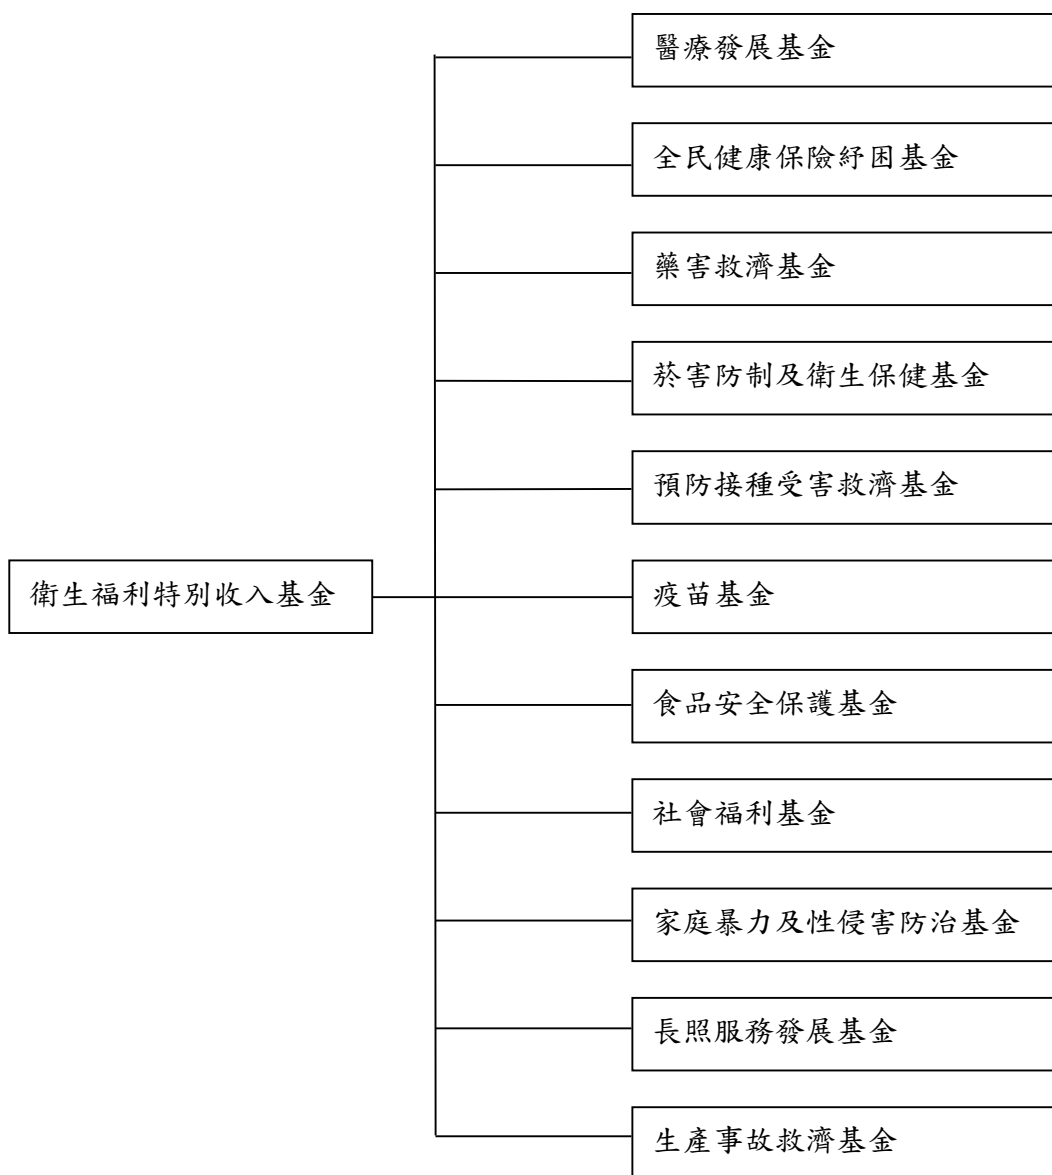 醫療發展基金
全民健康保險紓困基金
藥害救濟基金
菸害防制及衛生保健基金
預防接種受害救濟基金
衛生福利特別收入基金
疫苗基金
食品安全保護基金
社會福利基金
家庭暴力及性侵害防治基金
長照服務發展基金
生產事故救濟基金